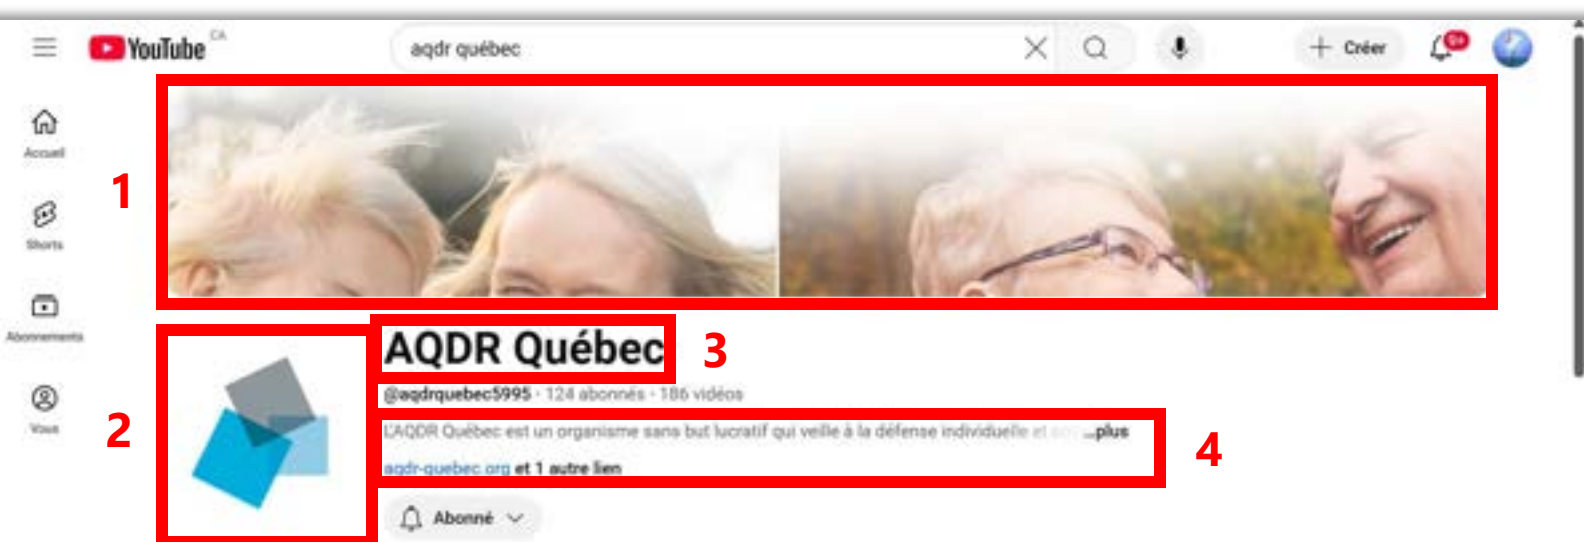 YouTube CA
aqdr québec
Créer
9+
Accueil
1
Shorts
Abonnements
AQDR Québec
3
@aqdrquebec5995 · 124 abonnés · 186 vidéos
Vous
2
L'AQDR Québec est un organisme sans but lucratif qui veille à la défense individuelle et ...plus
4
aqdr-quebec.org et 1 autre lien
Abonné